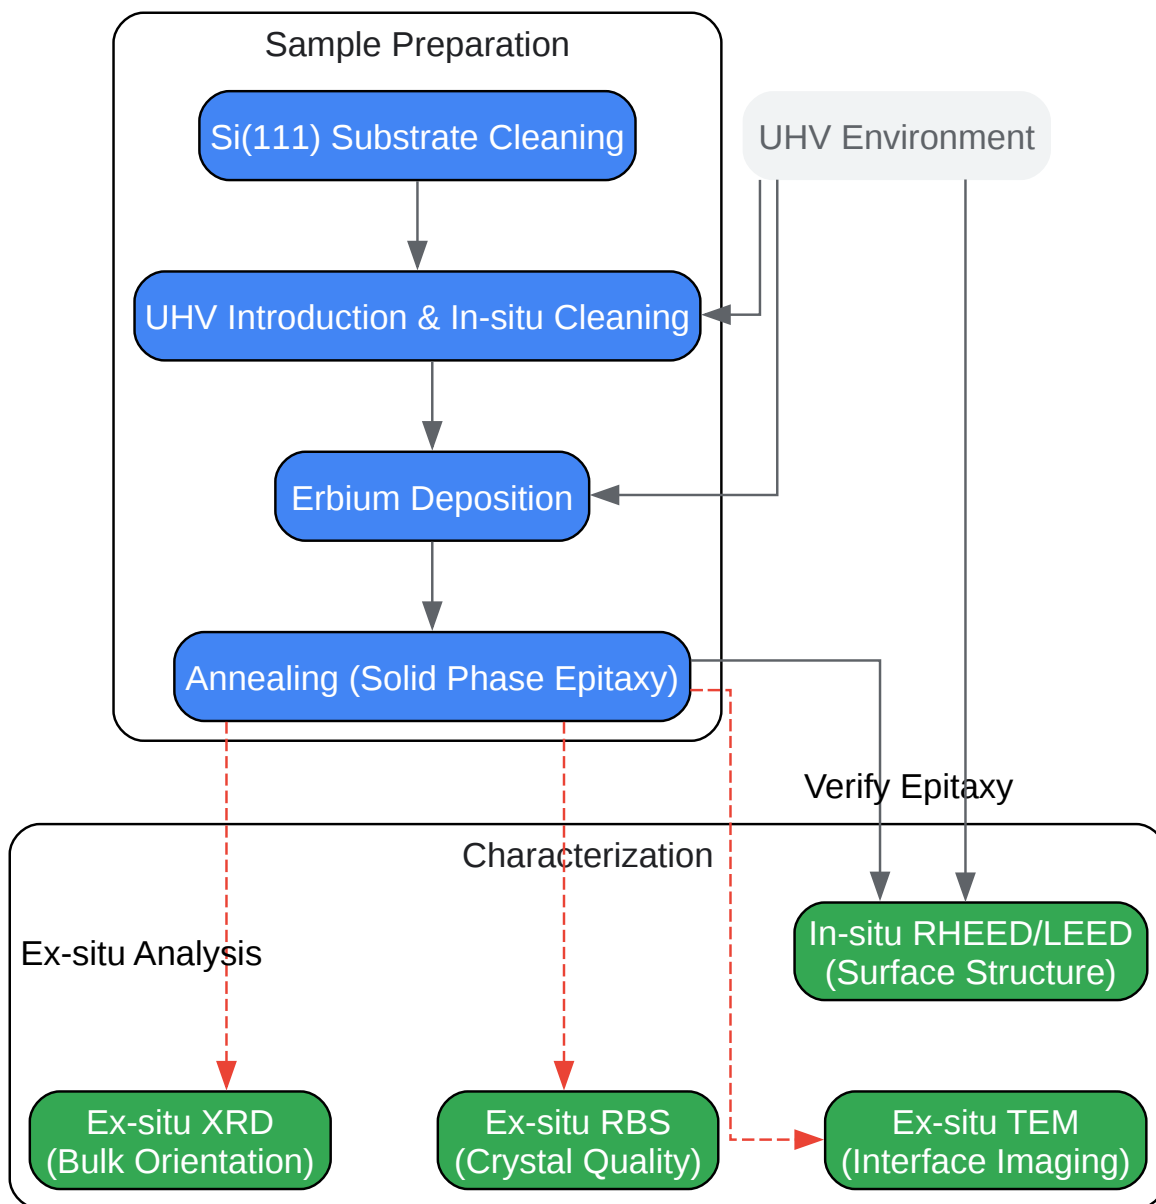 Sample Preparation
Si(111) Substrate Cleaning
UHV Environment
UHV Introduction & In-situ Cleaning
Erbium Deposition
Annealing (Solid Phase Epitaxy)
Verify Epitaxy
Characterization
Ex-situ Analysis
In-situ RHEED/LEED
(Surface Structure)
Ex-situ XRD
(Bulk Orientation)
Ex-situ RBS
(Crystal Quality)
Ex-situ TEM
(Interface Imaging)